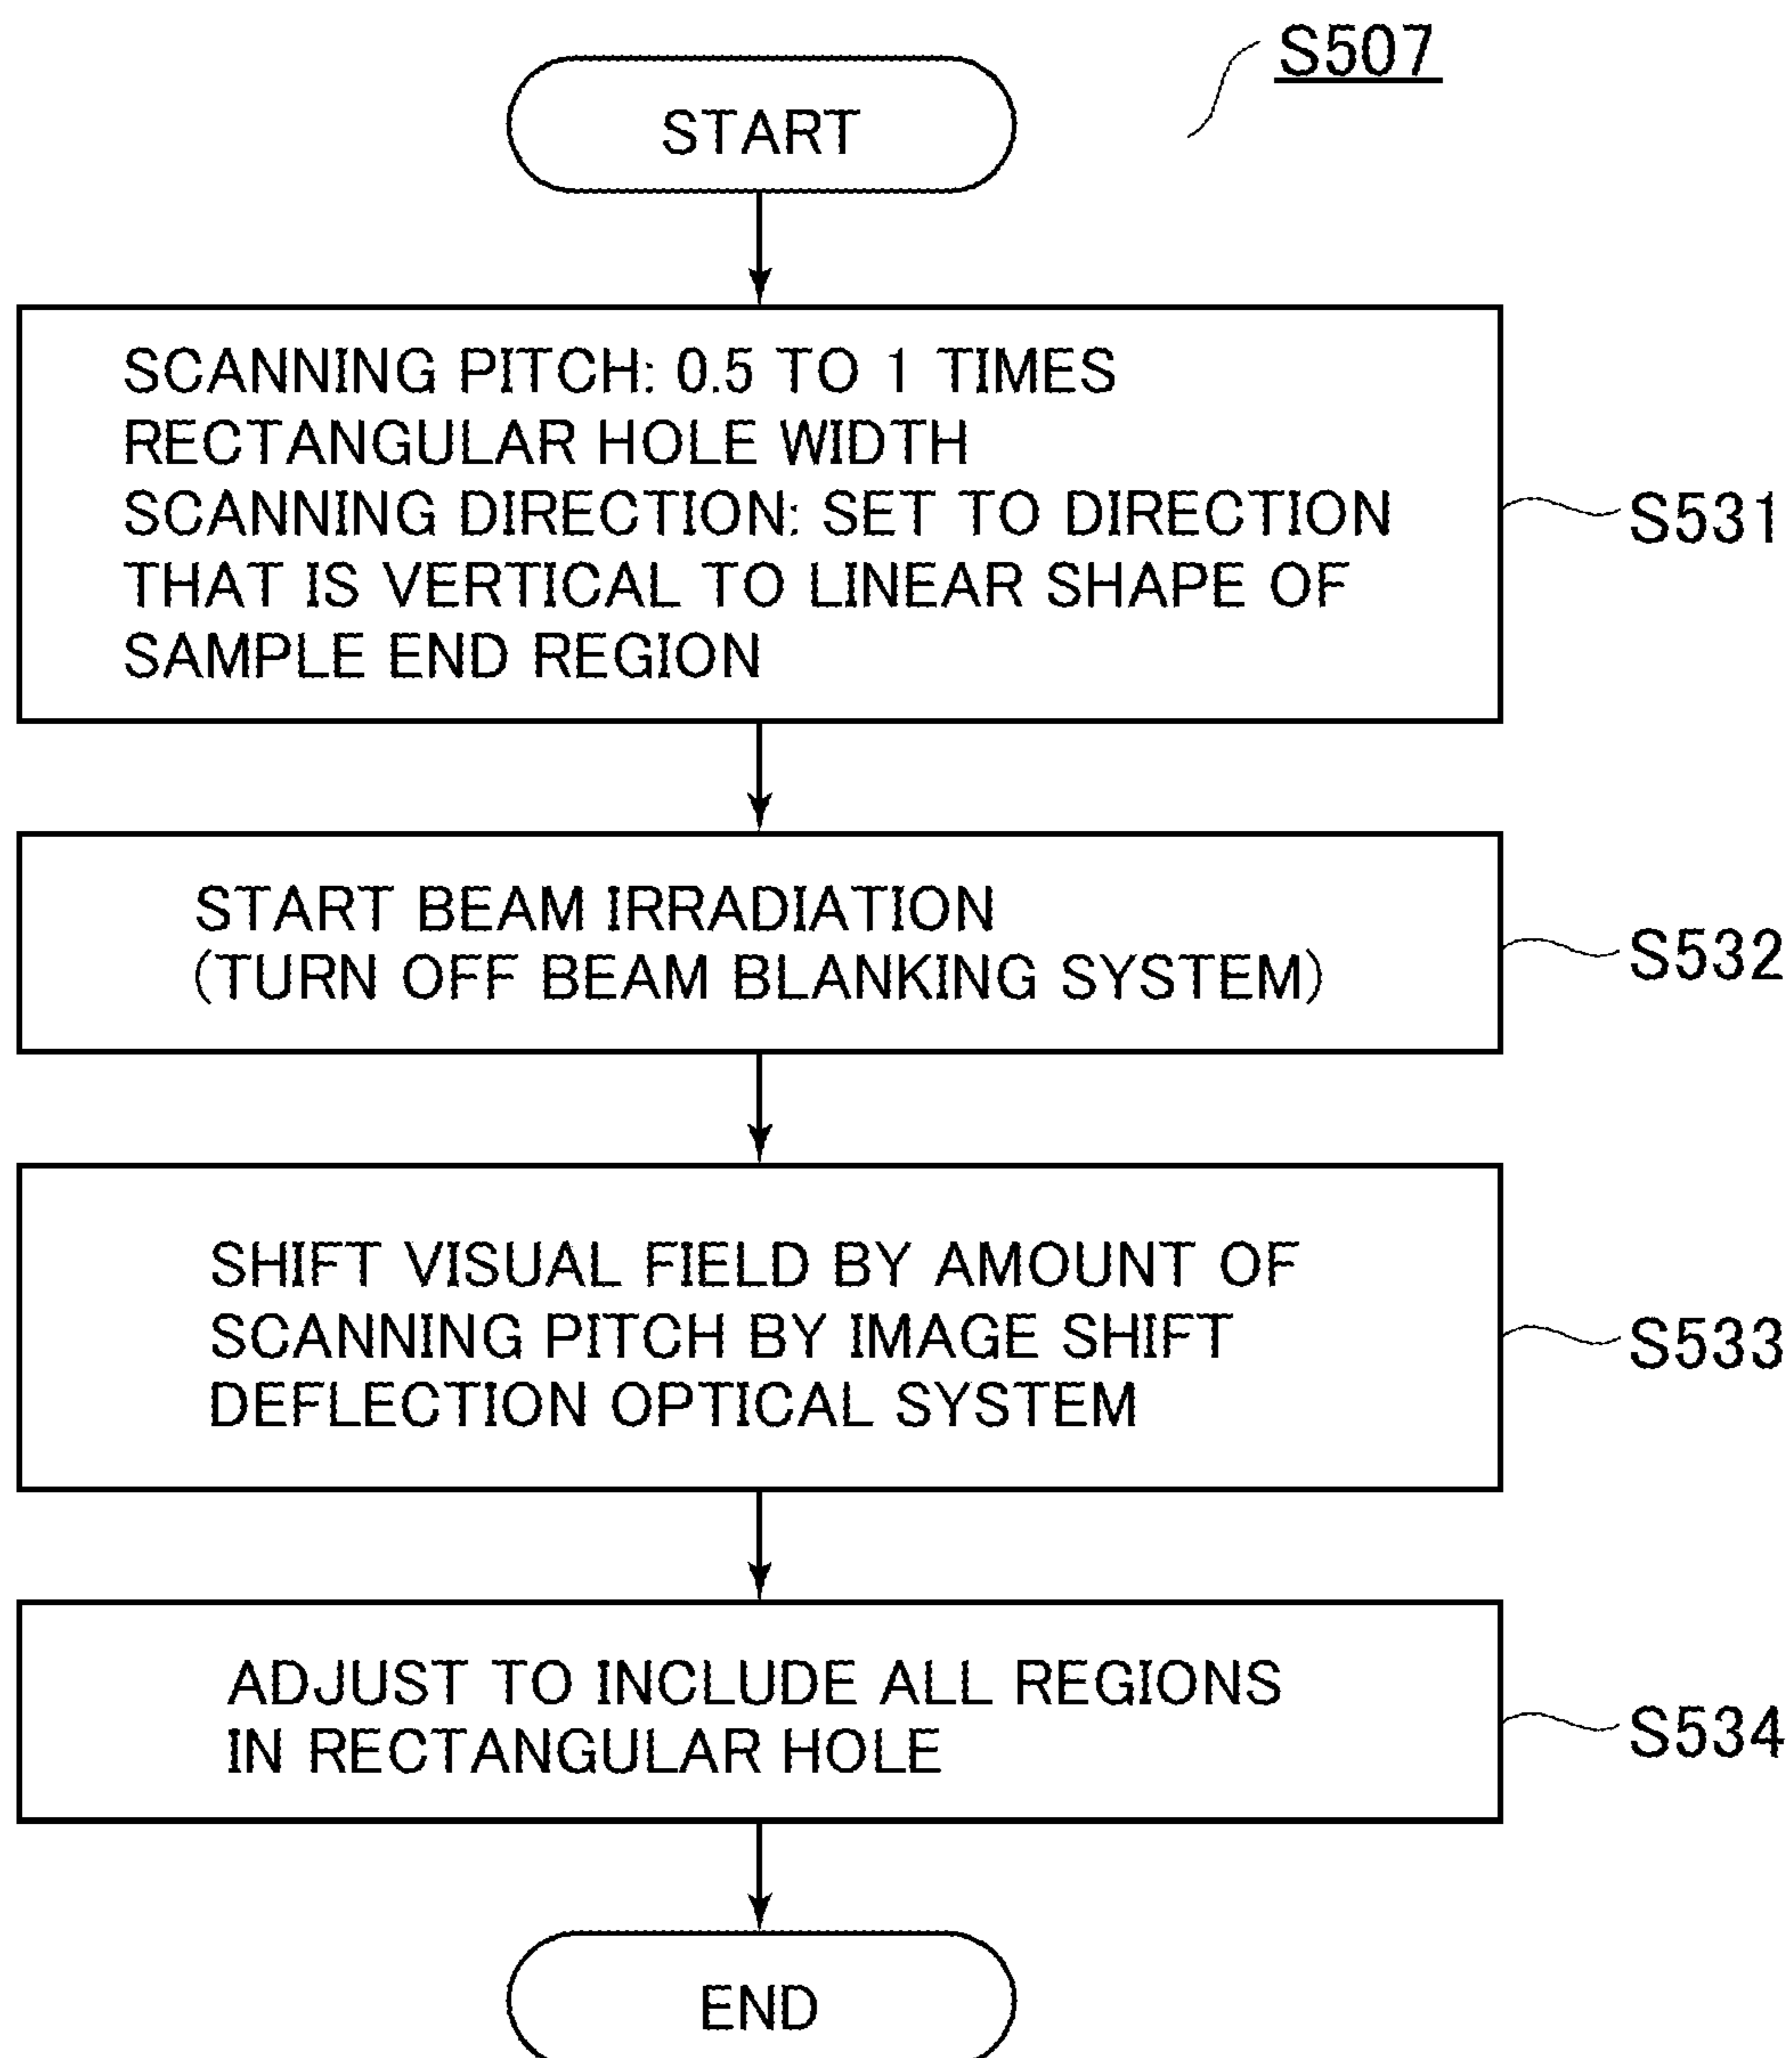 S507
START
SCANNING PITCH: 0.5 TO 1 TIMES
RECTANGULAR HOLE WIDTH
SCANNING DIRECTION: SET TO DIRECTION
THAT IS VERTICAL TO LINEAR SHAPE OF
SAMPLE END REGION
S531
START BEAM IRRADIATION
(TURN OFF BEAM BLANKING SYSTEM)
S532
SHIFT VISUAL FIELD BY AMOUNT OF
SCANNING PITCH BY IMAGE SHIFT
DEFLECTION OPTICAL SYSTEM
S533
ADJUST TO INCLUDE ALL REGIONS
IN RECTANGULAR HOLE
S534
END